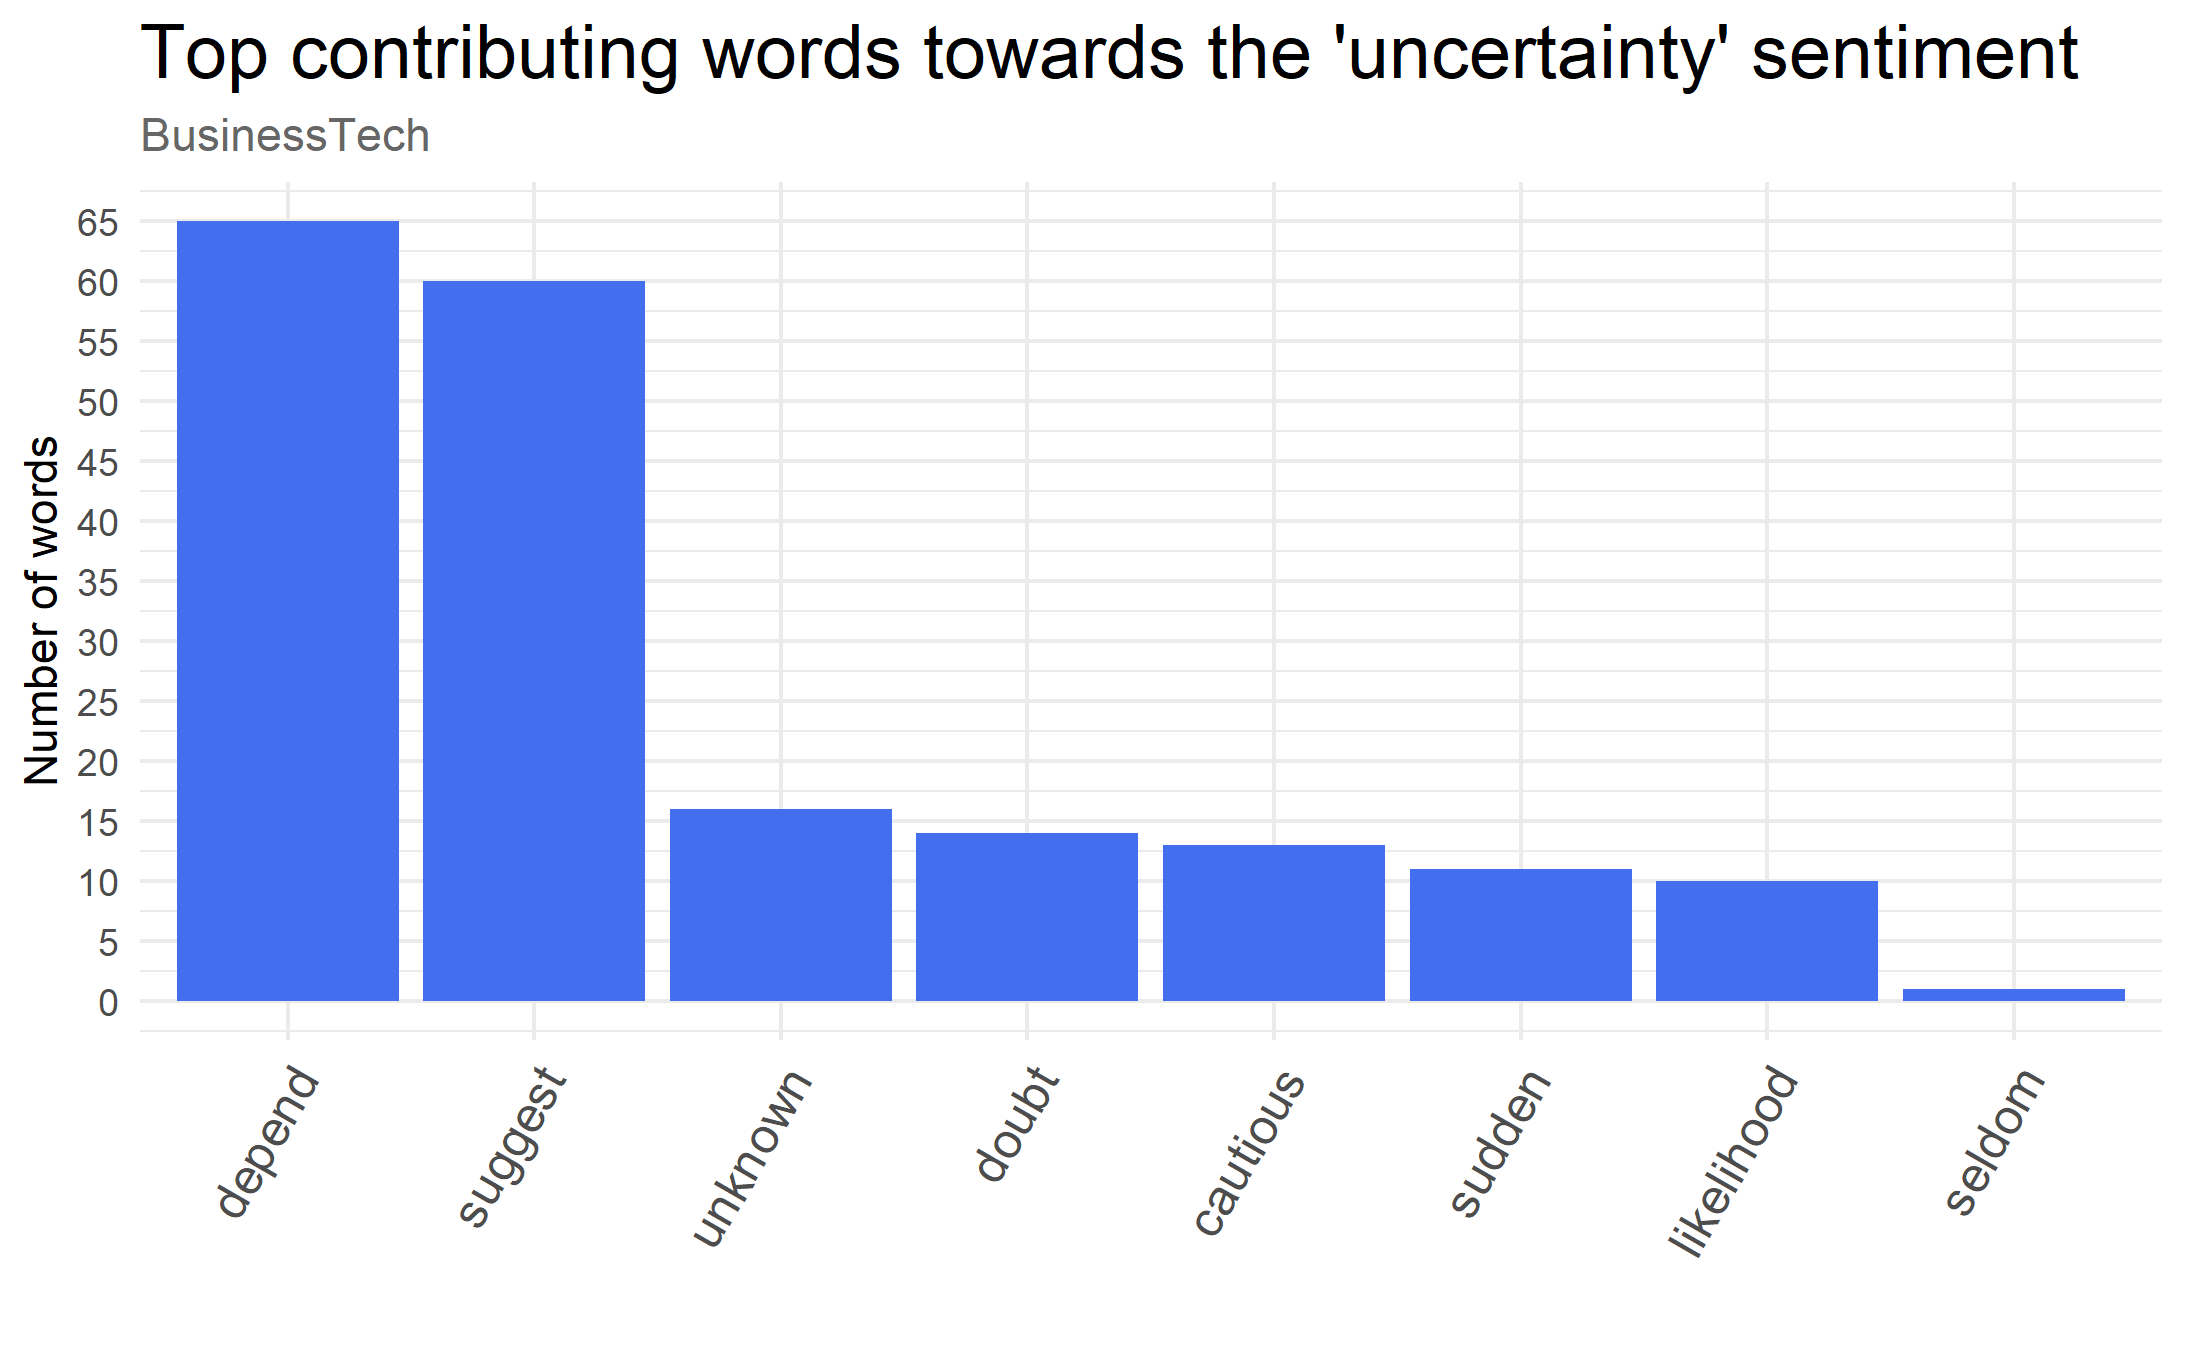 Top contributing words towards the 'uncertainty' sentiment
BusinessTech
Number of words
65
60
55
50
45
40
35
30
25
20
15
10
5
0
depend
suggest
unknown
doubt
cautious
sudden
likelihood
seldom